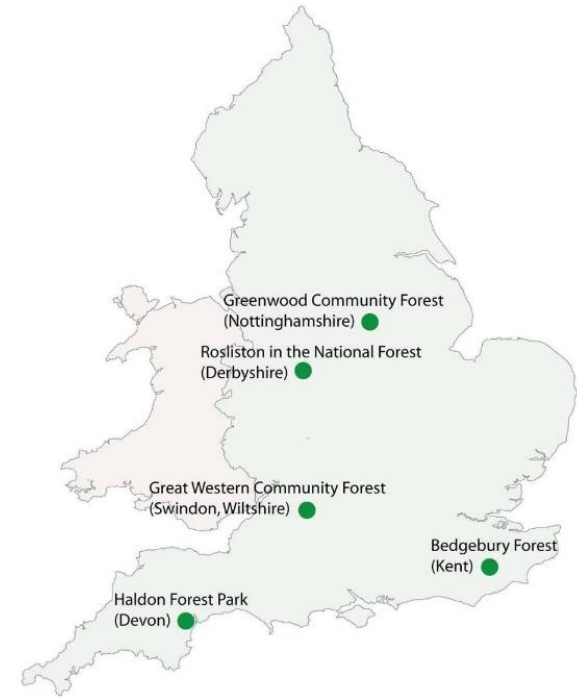 Greenwood Community Forest
(Nottinghamshire)
Rosliston in the National Forest
(Derbyshire)
Great Western Community Forest
(Swindon, Wiltshire)
Bedgebury Forest
(Kent)
Haldon Forest Park
(Devon)